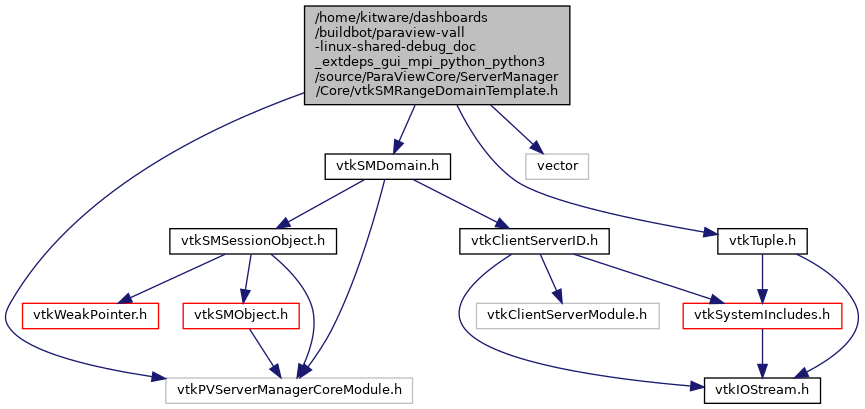 /home/kitware/dashboards
/buildbot/paraview-vall
-linux-shared-debug_doc
_extdeps_gui_mpi_python_python3
/source/ParaViewCore/ServerManager
/Core/vtkSMRangeDomainTemplate.h
vtkSMDomain.h
vector
vtkSMSessionObject.h
vtkClientServerID.h
vtkTuple.h
vtkWeakPointer.h
vtkSMObject.h
vtkClientServerModule.h
vtkSystemIncludes.h
vtkPVServerManagerCoreModule.h
vtkIOStream.h